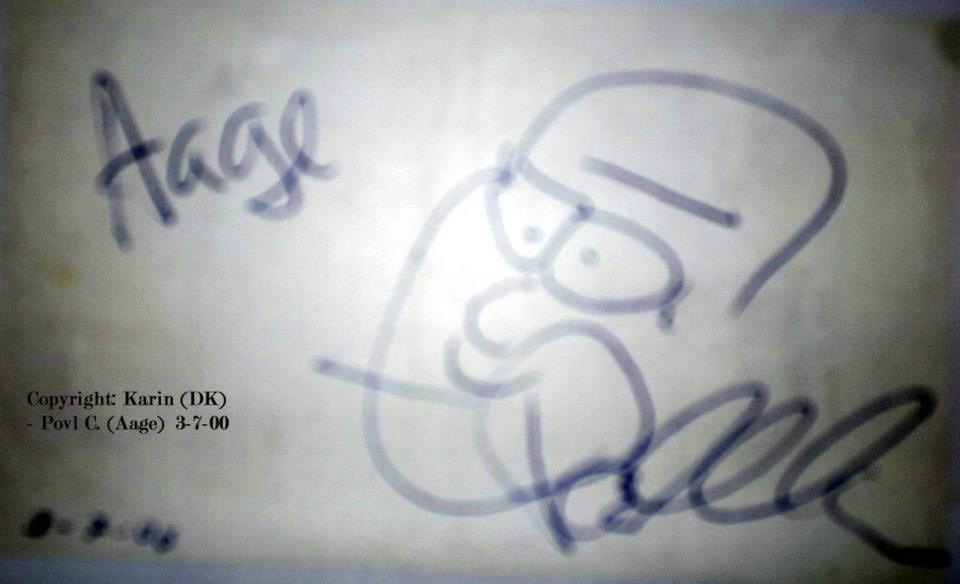 Aage
Copyright: Karin (DK)
- Povl C. (Aage) 3-7-00